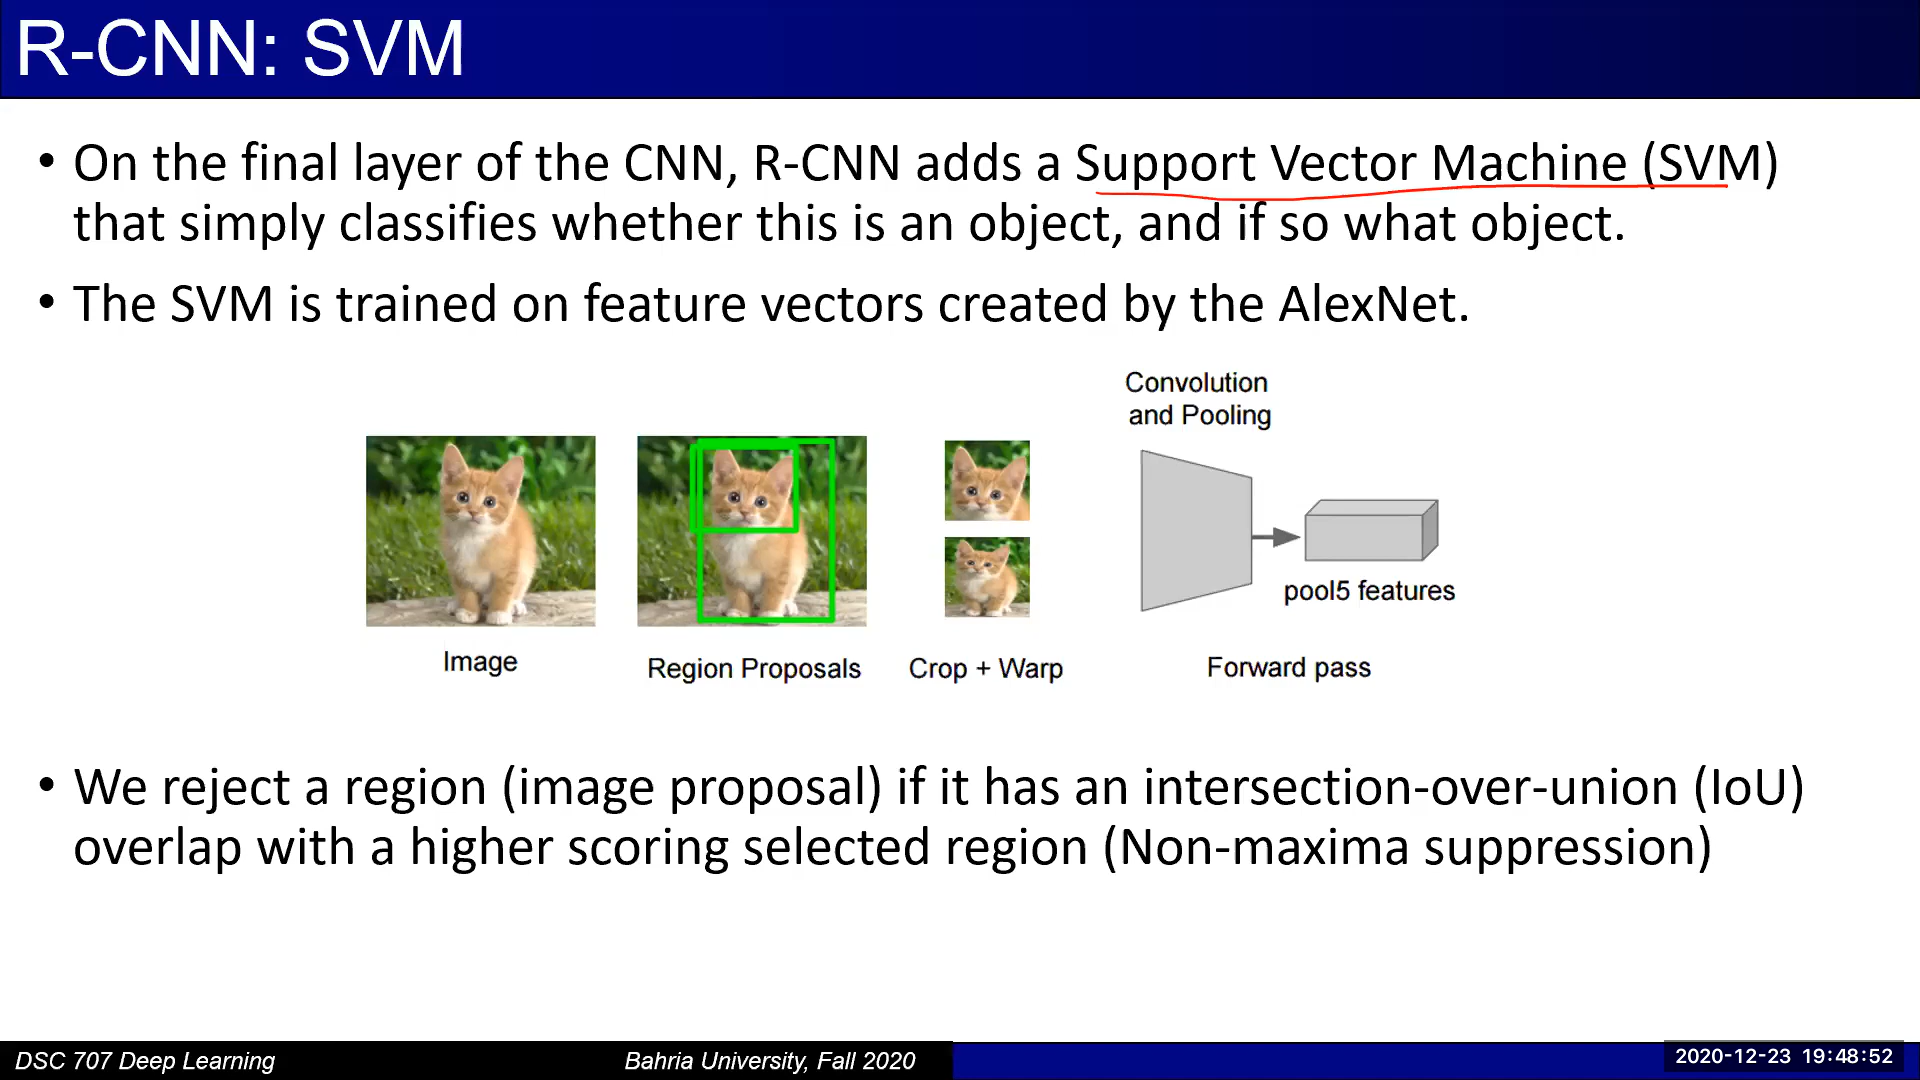 R-CNN: SVM
• On the final layer of the CNN, R-CNN adds a Support Vector Machine (SVM)
that simply classifies whether this is an object, and if so what object.
• The SVM is trained on feature vectors created by the AlexNet.
Convolution
and Pooling
pool5 features
Image
Region Proposals
Crop + Warp
Forward pass
• We reject a region (image proposal) if it has an intersection-over-union (IoU)
overlap with a higher scoring selected region (Non-maxima suppression)
DSC 707 Deep Learning
Bahria University, Fall 2020
2020-12-23 19:48:52